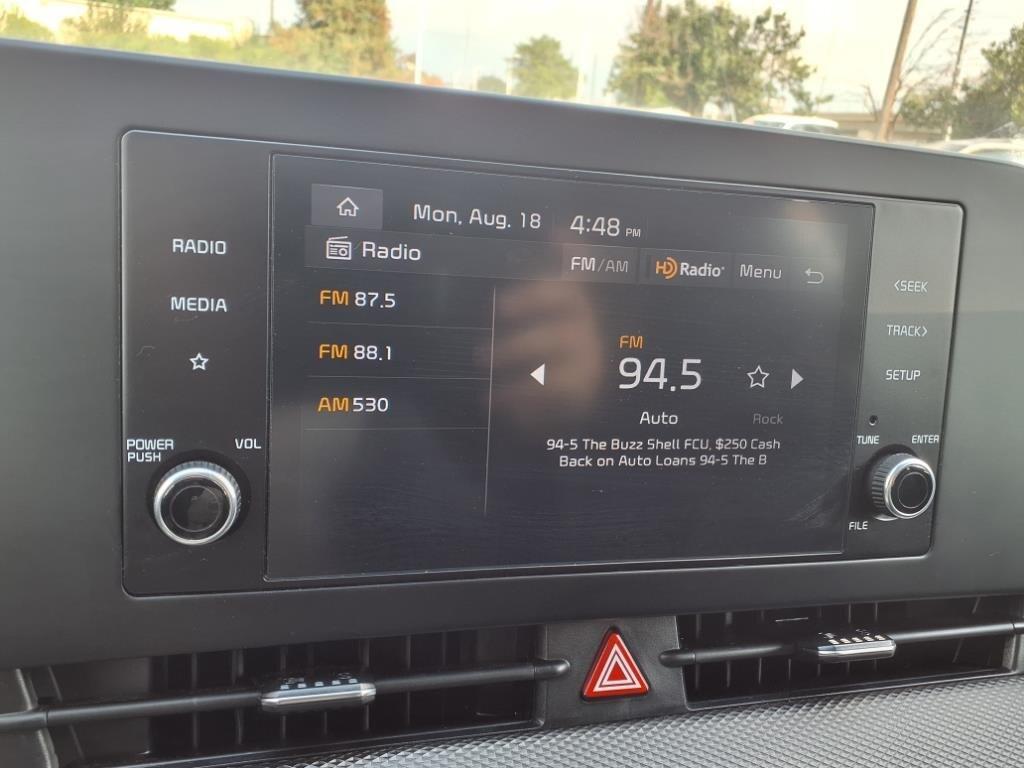 Mon, Aug. 18 4:48 PM
Radio
FM/AM HD Radio Menu
FM 87.5
FM 88.1
AM 530
FM
94.5
Auto Rock
94-5 The Buzz Shell FCU, $250 Cash
Back on Auto Loans 94-5 The B
RADIO
MEDIA
POWER
PUSH
VOL
<SEEK
TRACK>
SETUP
TUNE
ENTER
FILE